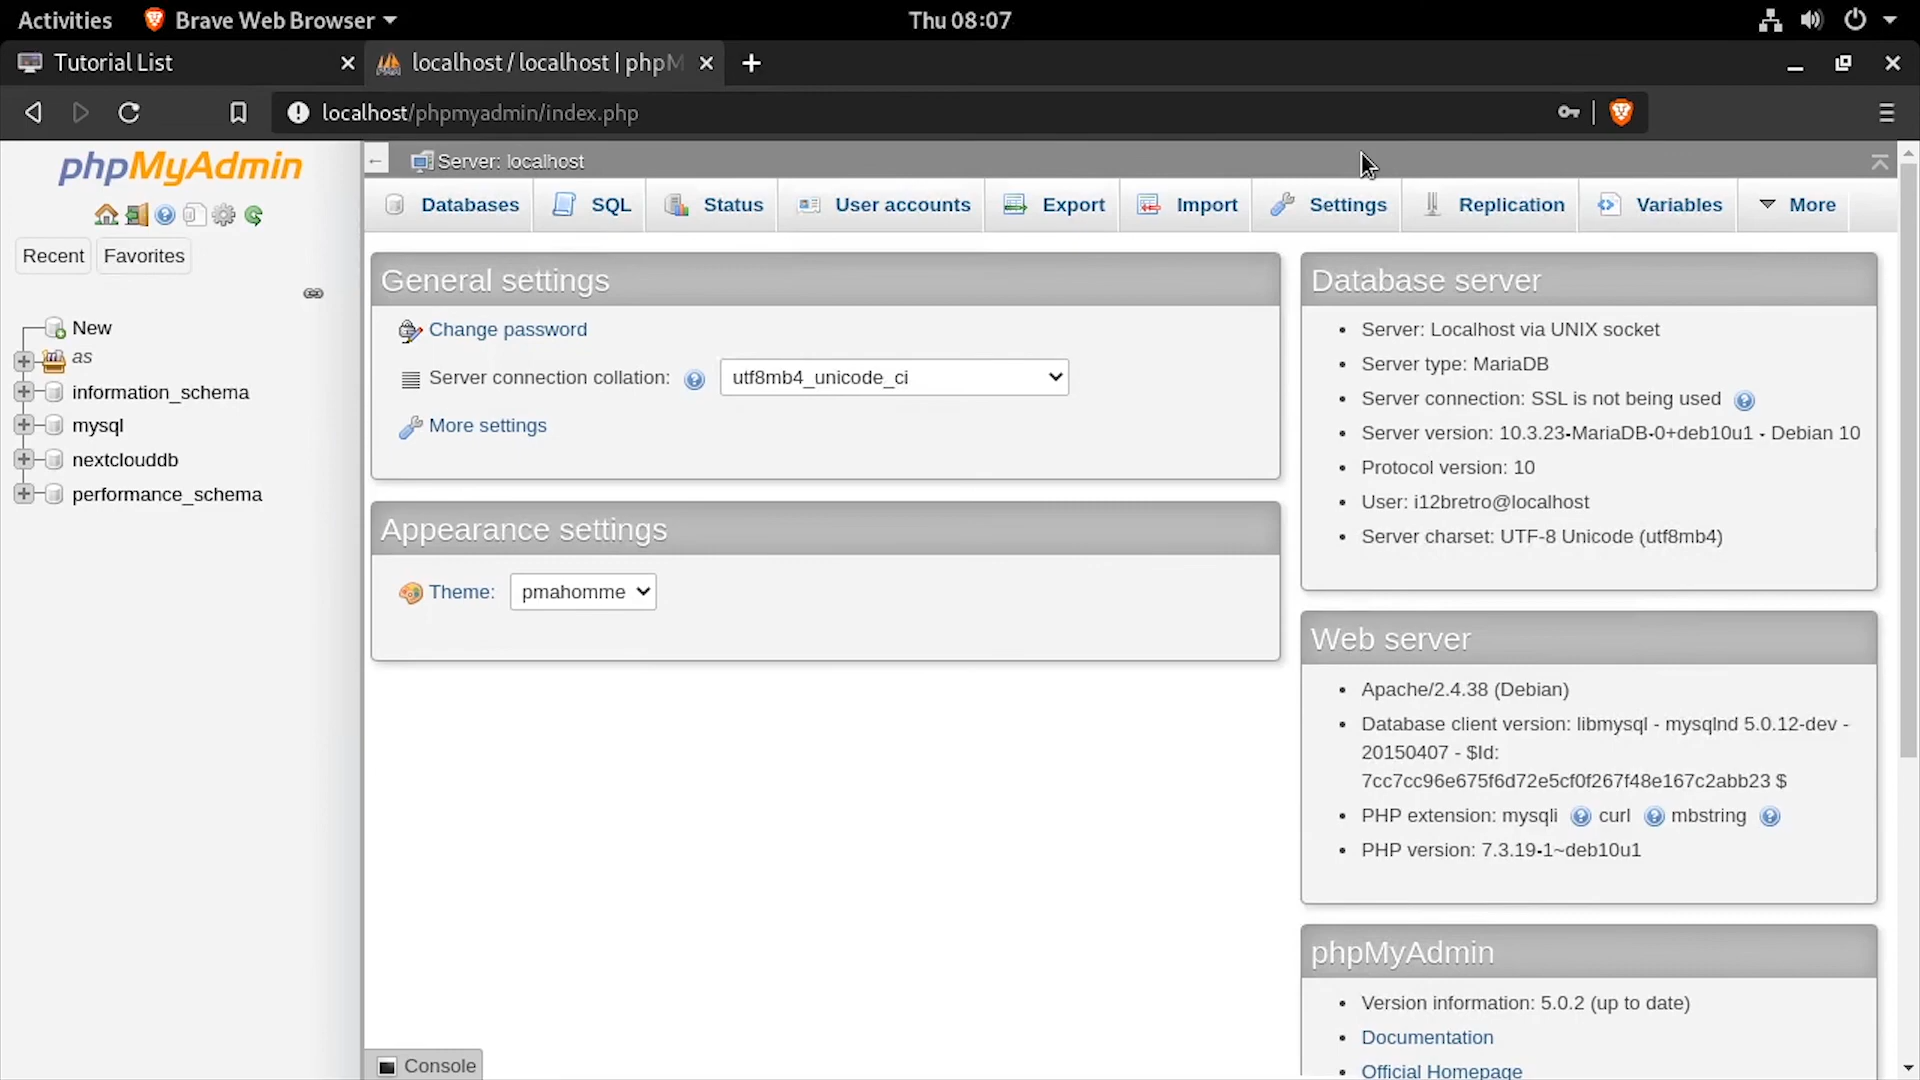 Activities Brave Web Browser Thu 08:07
Tutorial List localhost / localhost | phpM
localhost/phpmyadmin/index.php
phpMyAdmin
Recent Favorites
New
as
information_schema
mysql
nextclouddb
performance_schema
Server: localhost
Databases SQL Status User accounts Export Import Settings Replication Variables More
General settings
Change password
Server connection collation: utf8mb4_unicode_ci
More settings
Appearance settings
Theme: pmahomme
Database server
Server: Localhost via UNIX socket
Server type: MariaDB
Server connection: SSL is not being used
Server version: 10.3.23-MariaDB-0+deb10u1 - Debian 10
Protocol version: 10
User: i12bretro@localhost
Server charset: UTF-8 Unicode (utf8mb4)
Web server
Apache/2.4.38 (Debian)
Database client version: libmysql - mysqlnd 5.0.12-dev -
20150407 - $Id:
7cc7cc96e675f6d72e5cf0f267f48e167c2abb23 $
PHP extension: mysqli curl mbstring
PHP version: 7.3.19-1~deb10u1
phpMyAdmin
Version information: 5.0.2 (up to date)
Documentation
Official Homepage
Console